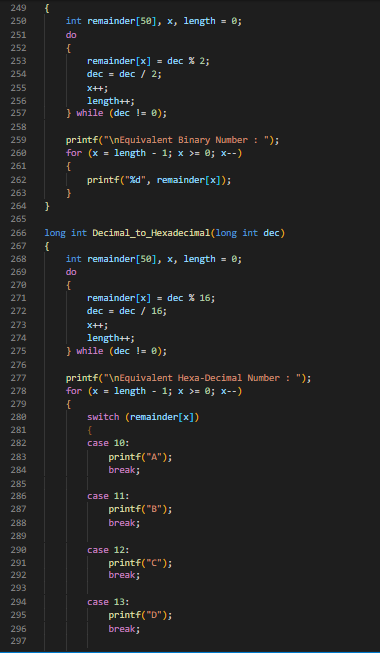 249 {
250 int remainder[50], x, length = 0;
251 do
252 {
253 remainder[x] = dec % 2;
254 dec = dec / 2;
255 x++;
256 length++;
257 } while (dec != 0);
258
259 printf("\nEquivalent Binary Number : ");
260 for (x = length - 1; x >= 0; x--)
261 {
262 printf("%d", remainder[x]);
263 }
264 }
265
266 long int Decimal_to_Hexadecimal(long int dec)
267 {
268 int remainder[50], x, length = 0;
269 do
270 {
271 remainder[x] = dec % 16;
272 dec = dec / 16;
273 x++;
274 length++;
275 } while (dec != 0);
276
277 printf("\nEquivalent Hexa-Decimal Number : ");
278 for (x = length - 1; x >= 0; x--)
279 {
280 switch (remainder[x])
281 {
282 case 10:
283 printf("A");
284 break;
285
286 case 11:
287 printf("B");
288 break;
289
290 case 12:
291 printf("C");
292 break;
293
294 case 13:
295 printf("D");
296 break;
297